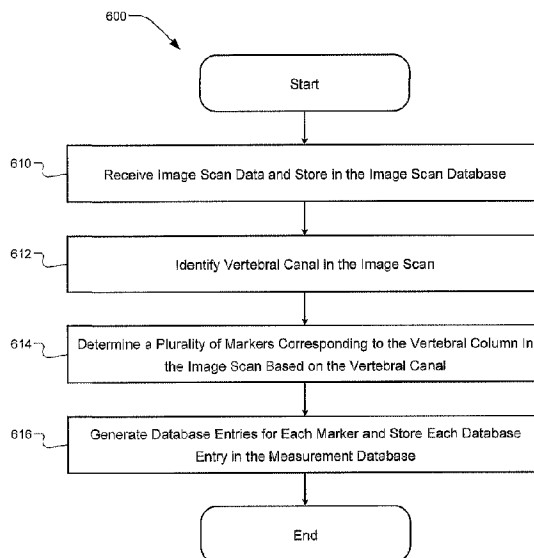 600
Start
610
Receive Image Scan Data and Store in the Image Scan Database
612
Identify Vertebral Canal in the Image Scan
614
Determine a Plurality of Markers Corresponding to the Vertebral Column in
the Image Scan Based on the Vertebral Canal
616
Generate Database Entries for Each Marker and Store Each Database
Entry in the Measurement Database
End